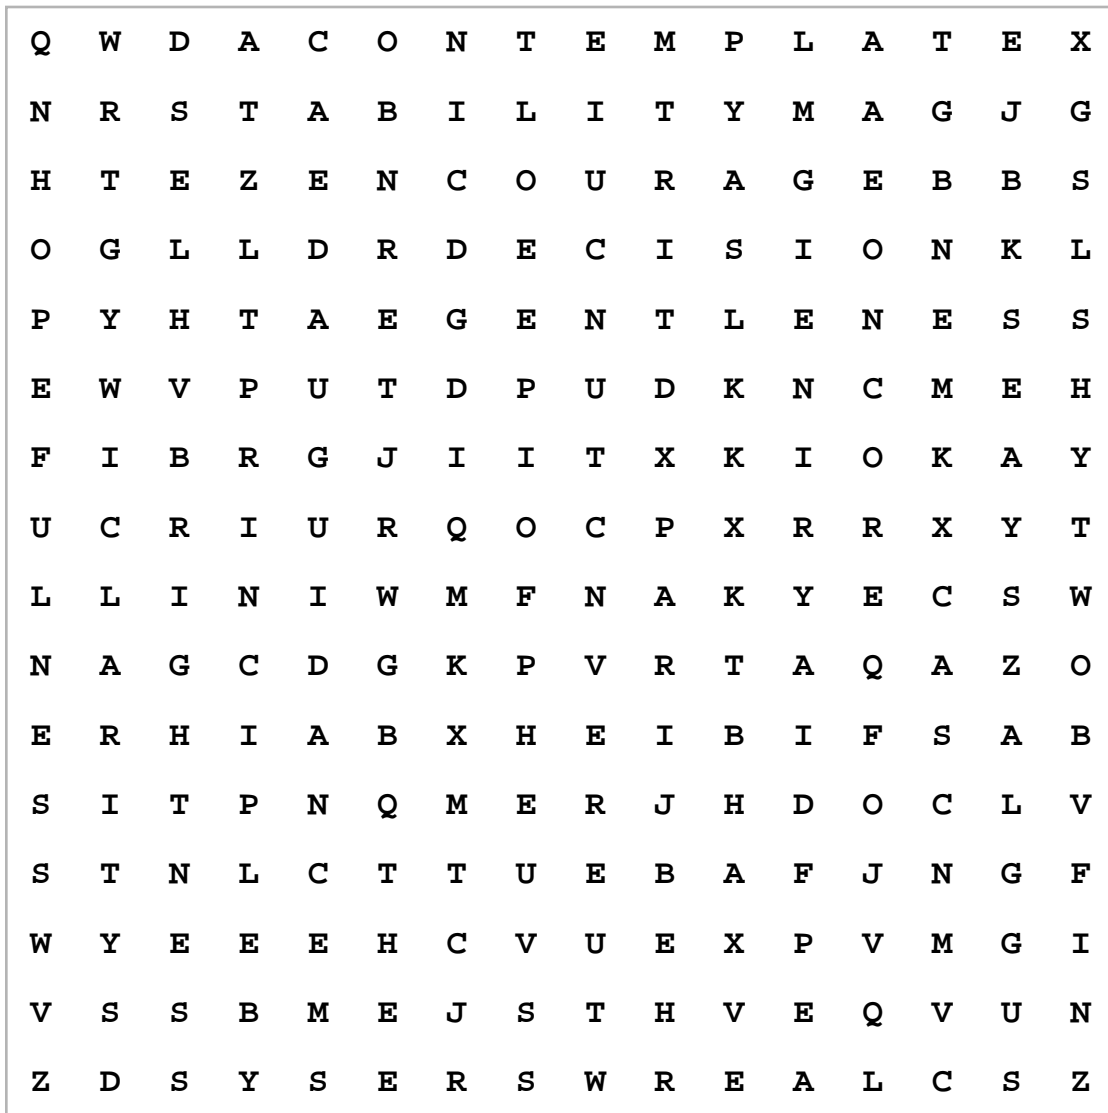 Q W D A C O N T E M P L A T E X
N R S T A B I L I T Y M A G J G
H T E Z E N C O U R A G E B B S
O G L L D R D E C I S I O N K L
P Y H T A E G E N T L E N E S S
E W V P U T D P U D K N C M E H
F I B R G J I I T X K I O K A Y
U C R I U R Q O C P X R R X Y T
L L I N I W M F N A K Y E C S W
N A G C D G K P V R T A Q A Z O
E R H I A B X H E I B I F S A B
S I T P N Q M E R J H D O C L V
S T N L C T T U E B A F J N G F
W Y E E E H C V U E X P V M G I
V S S B M E J S T H V E Q V U N
Z D S Y S E R S W R E A L C S Z